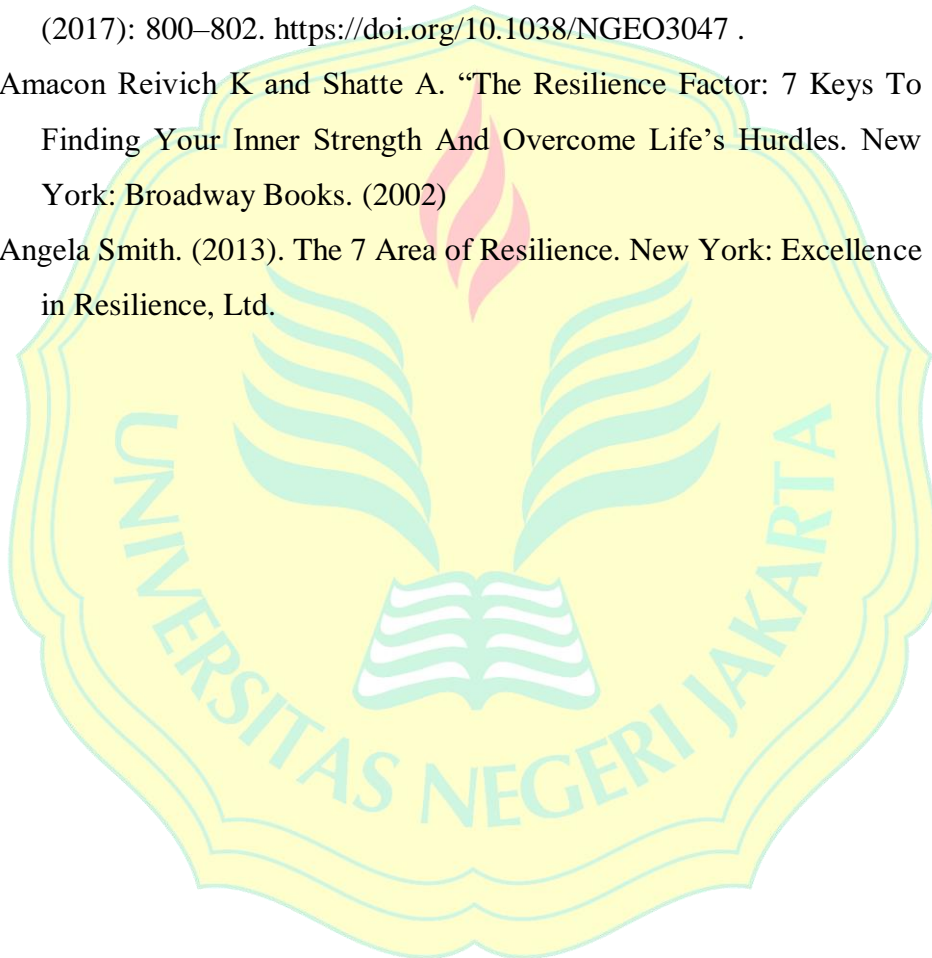 (2017): 800–802. https://doi.org/10.1038/NGEO3047 .
Amacon Reivich K and Shatte A. “The Resilience Factor: 7 Keys To
Finding Your Inner Strength And Overcome Life’s Hurdles. New
York: Broadway Books. (2002)
Angela Smith. (2013). The 7 Area of Resilience. New York: Excellence
in Resilience, Ltd.
UNIVERSITAS NEGERI JAKARTA